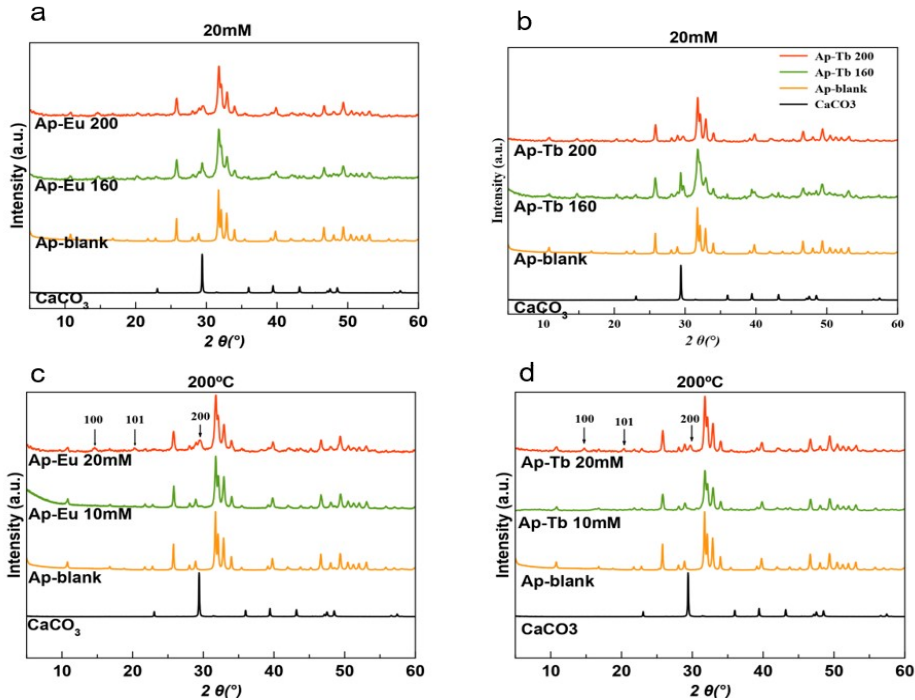 a
20mM
Intensity (a.u.)
Ap-Eu 200
Ap-Eu 160
Ap-blank
CaCO3
10 20 30 40 50 60
2 θ(°)
b
20mM
Ap-Tb 200
Ap-Tb 160
Ap-blank
CaCO3
Intensity (a.u.)
Ap-Tb 200
Ap-Tb 160
Ap-blank
CaCO3
10 20 30 40 50 60
2 θ(°)
c
200ºC
100 101 200
Intensity (a.u.)
Ap-Eu 20mM
Ap-Eu 10mM
Ap-blank
CaCO3
10 20 30 40 50 60
2 θ(°)
d
200ºC
100 101 200
Intensity (a.u.)
Ap-Tb 20mM
Ap-Tb 10mM
Ap-blank
CaCO3
10 20 30 40 50 60
2 θ(°)